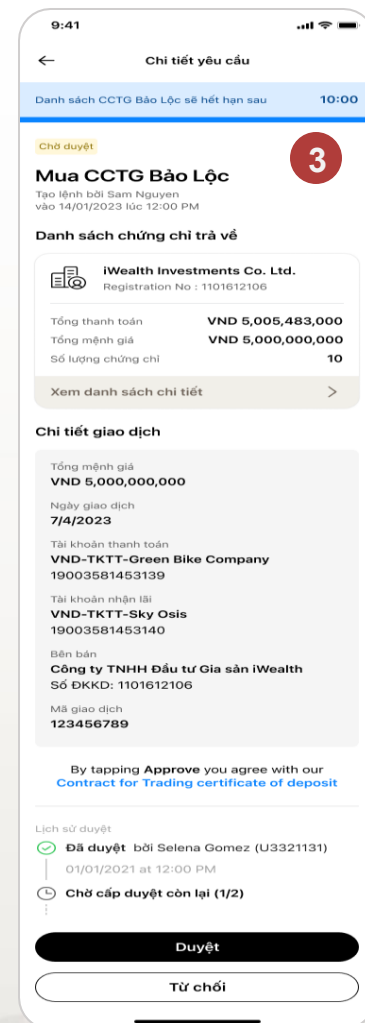 9:41
Chi tiết yêu cầu
Danh sách CCTG Bảo Lộc sẽ hết hạn sau 10:00
Chờ duyệt
3
Mua CCTG Bảo Lộc
Tạo lệnh bởi Sam Nguyen
vào 14/01/2023 lúc 12:00 PM
Danh sách chứng chỉ trả về
iWealth Investments Co. Ltd.
Registration No : 1101612106
Tổng thanh toán VND 5,005,483,000
Tổng mệnh giá VND 5,000,000,000
Số lượng chứng chỉ 10
Xem danh sách chi tiết >
Chi tiết giao dịch
Tổng mệnh giá
VND 5,000,000,000
Ngày giao dịch
7/4/2023
Tài khoản thanh toán
VND-TKTT-Green Bike Company
19003581453139
Tài khoản nhận lãi
VND-TKTT-Sky Osis
19003581453140
Bên bán
Công ty TNHH Đầu tư Gia sản iWealth
Số ĐKKD: 1101612106
Mã giao dịch
123456789
By tapping Approve you agree with our
Contract for Trading certificate of deposit
Lịch sử duyệt
Đã duyệt bởi Selena Gomez (U3321131)
01/01/2021 at 12:00 PM
Chờ cấp duyệt còn lại (1/2)
Duyệt
Từ chối